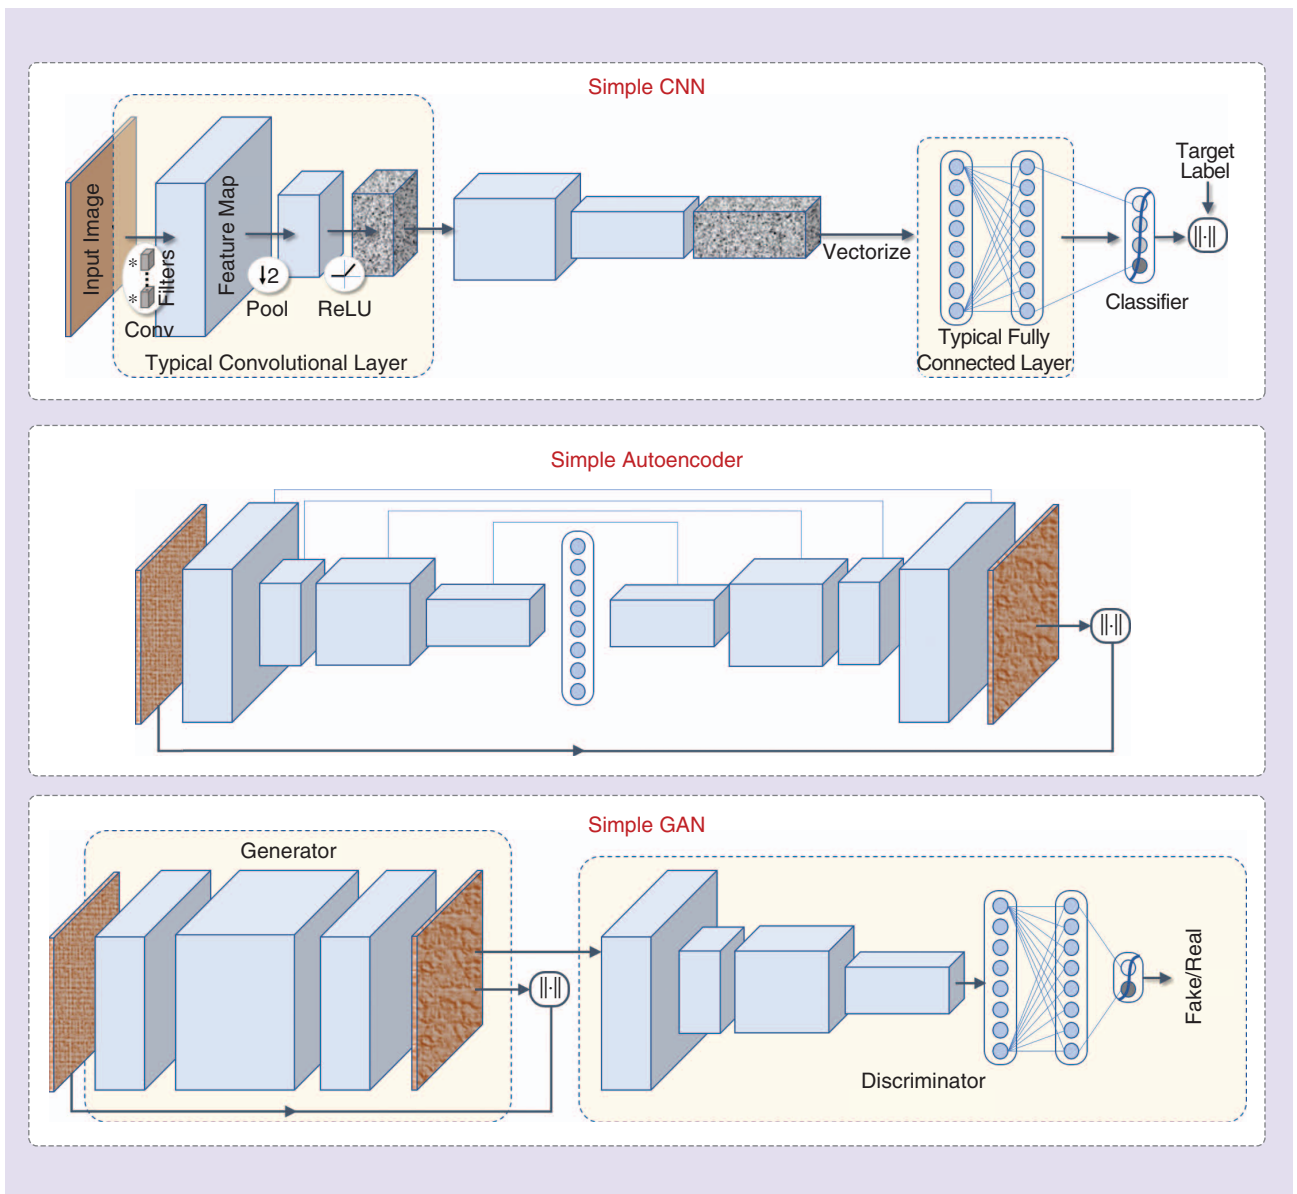 Simple CNN
Input Image
*
*
Conv
Filters
Feature Map
↓2
Pool
ReLU
Typical Convolutional Layer
Vectorize
Typical Fully
Connected Layer
Classifier
Target
Label
||·||
Simple Autoencoder
||·||
Simple GAN
Generator
||·||
Discriminator
Fake/Real